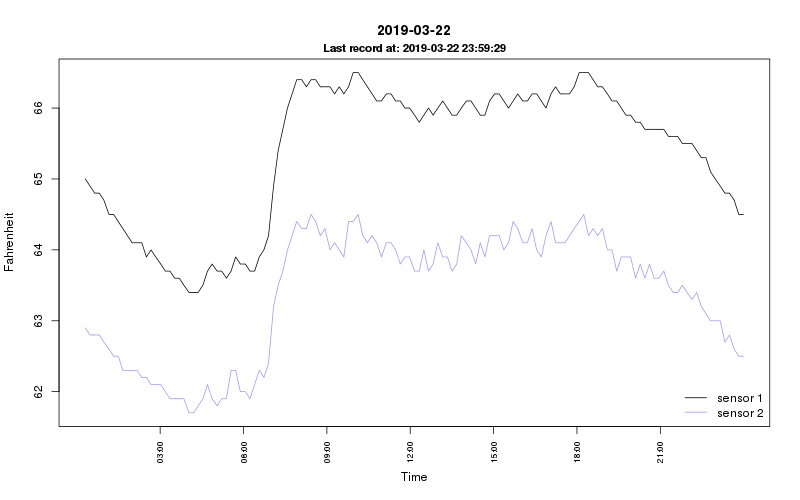 2019-03-22
Last record at: 2019-03-22 23:59:29
Fahrenheit
66
65
64
63
62
sensor 1
sensor 2
03:00 06:00 09:00 12:00 15:00 18:00 21:00
Time